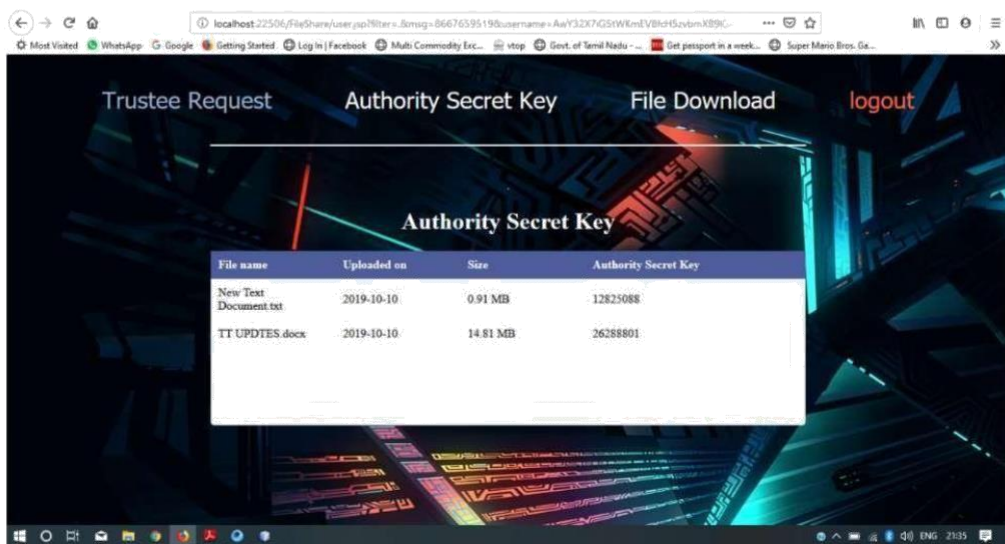 localhost:22506/FileShare/user.jsp?filter=
Most Visited WhatsApp Google Getting Started Log In | Facebook Multi Commodity Exc... vtop Govt. of Tamil Nadu - ... Get passport in a week... Super Mario Bros. Ga...
Trustee Request Authority Secret Key File Download logout
Authority Secret Key
File name Uploaded on Size Authority Secret Key
New Text
Document.txt 2019-10-10 0.91 MB 12825088
TT UPDTES.docx 2019-10-10 14.81 MB 26288801
ENG 21:35